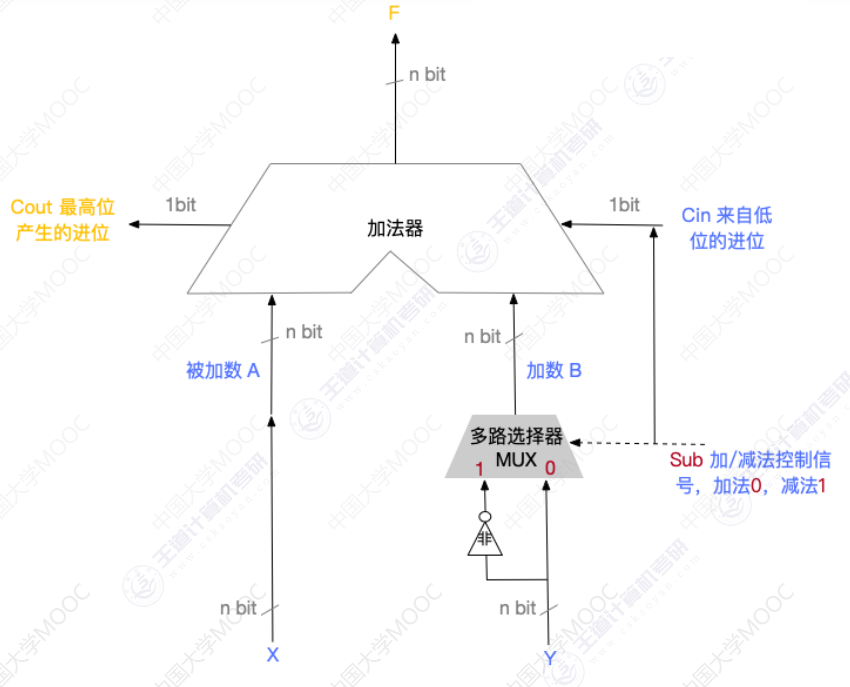 F
n bit
Cout 最高位
产生的进位
1bit
加法器
1bit
Cin 来自低
位的进位
n bit
被加数 A
n bit
加数 B
多路选择器
MUX
1
0
Sub 加/减法控制信
号，加法0，减法1
非
n bit
n bit
X
Y
中国大学MOOC
王道计算机考研
www.cskaoyan.com